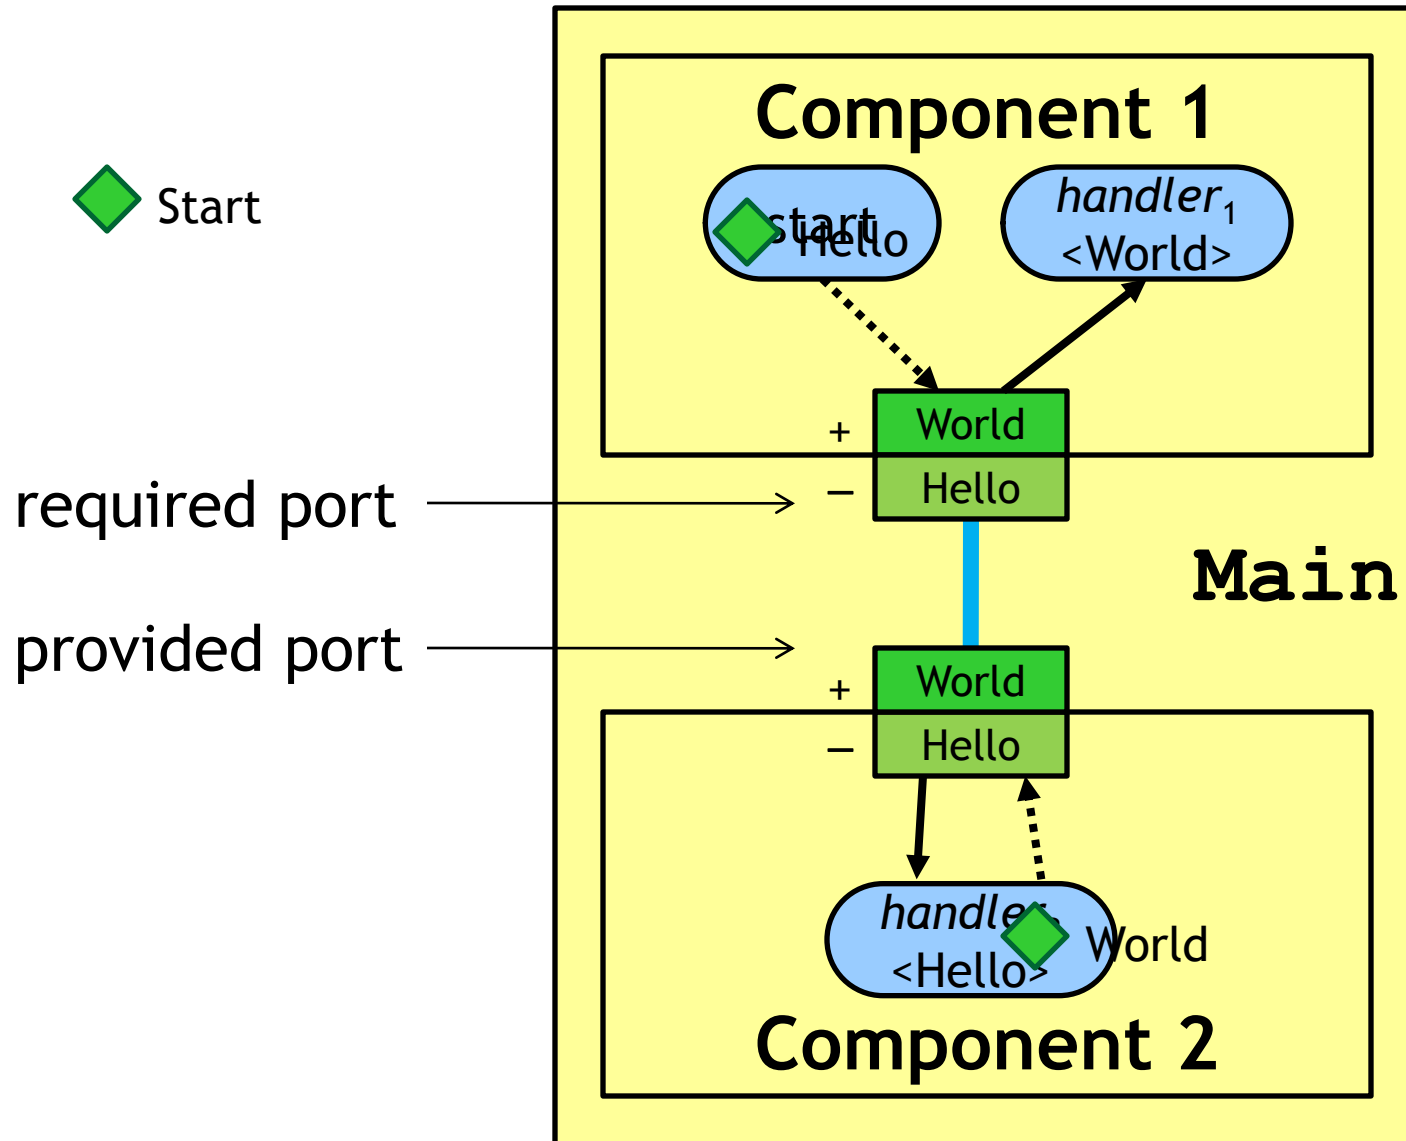 Component 1
Start
start
Hello
handler₁
<World>
+
World
required port
–
Hello
Main
provided port
+
World
–
Hello
<Hello>
World
Component 2